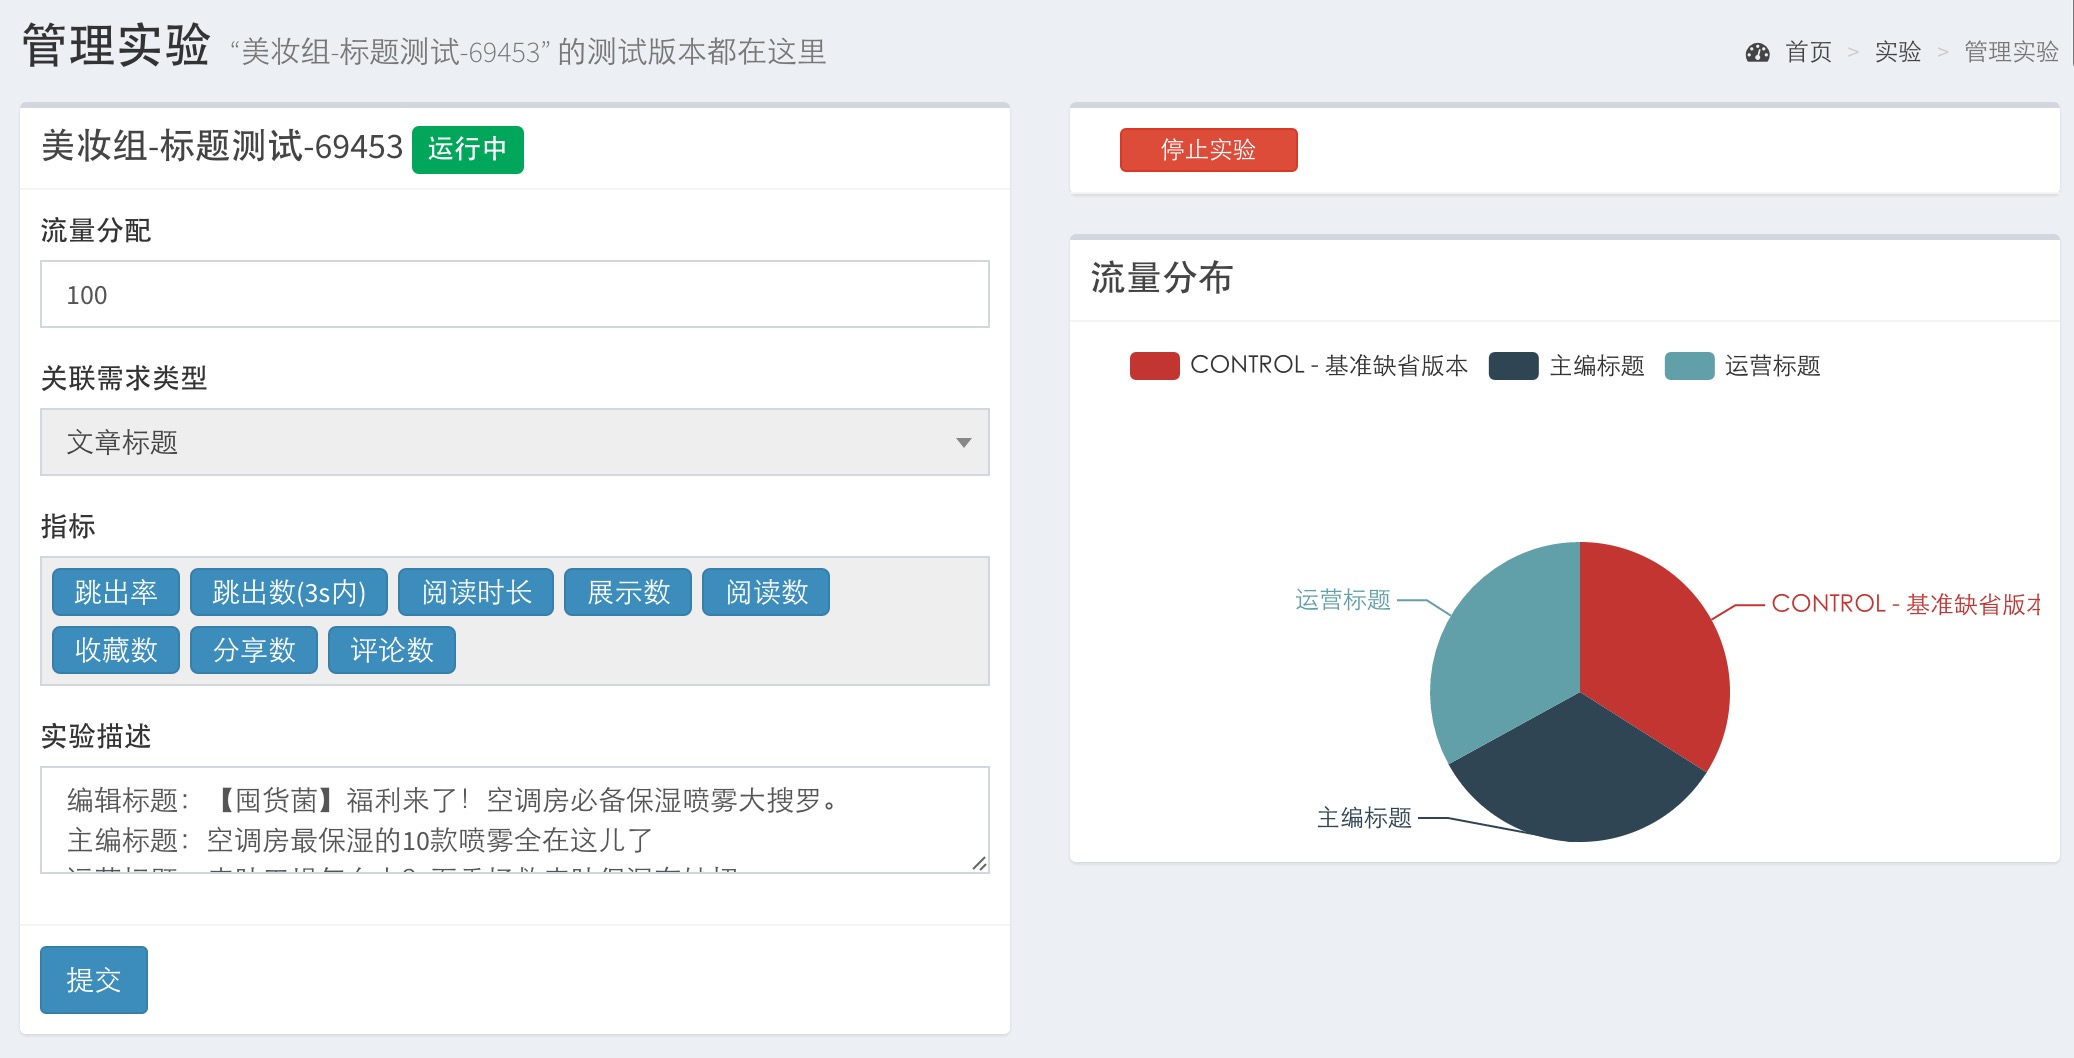 管理实验 “美妆组-标题测试-69453” 的测试版本都在这里
首页 > 实验 > 管理实验
美妆组-标题测试-69453 运行中
流量分配
100
关联需求类型
文章标题
指标
跳出率 跳出数(3s内) 阅读时长 展示数 阅读数
收藏数 分享数 评论数
实验描述
编辑标题：【囤货菌】福利来了！空调房必备保湿喷雾大搜罗。
主编标题：空调房最保湿的10款喷雾全在这儿了
提交
停止实验
流量分布
CONTROL - 基准缺省版本 主编标题 运营标题
运营标题
CONTROL - 基准缺省版本
主编标题